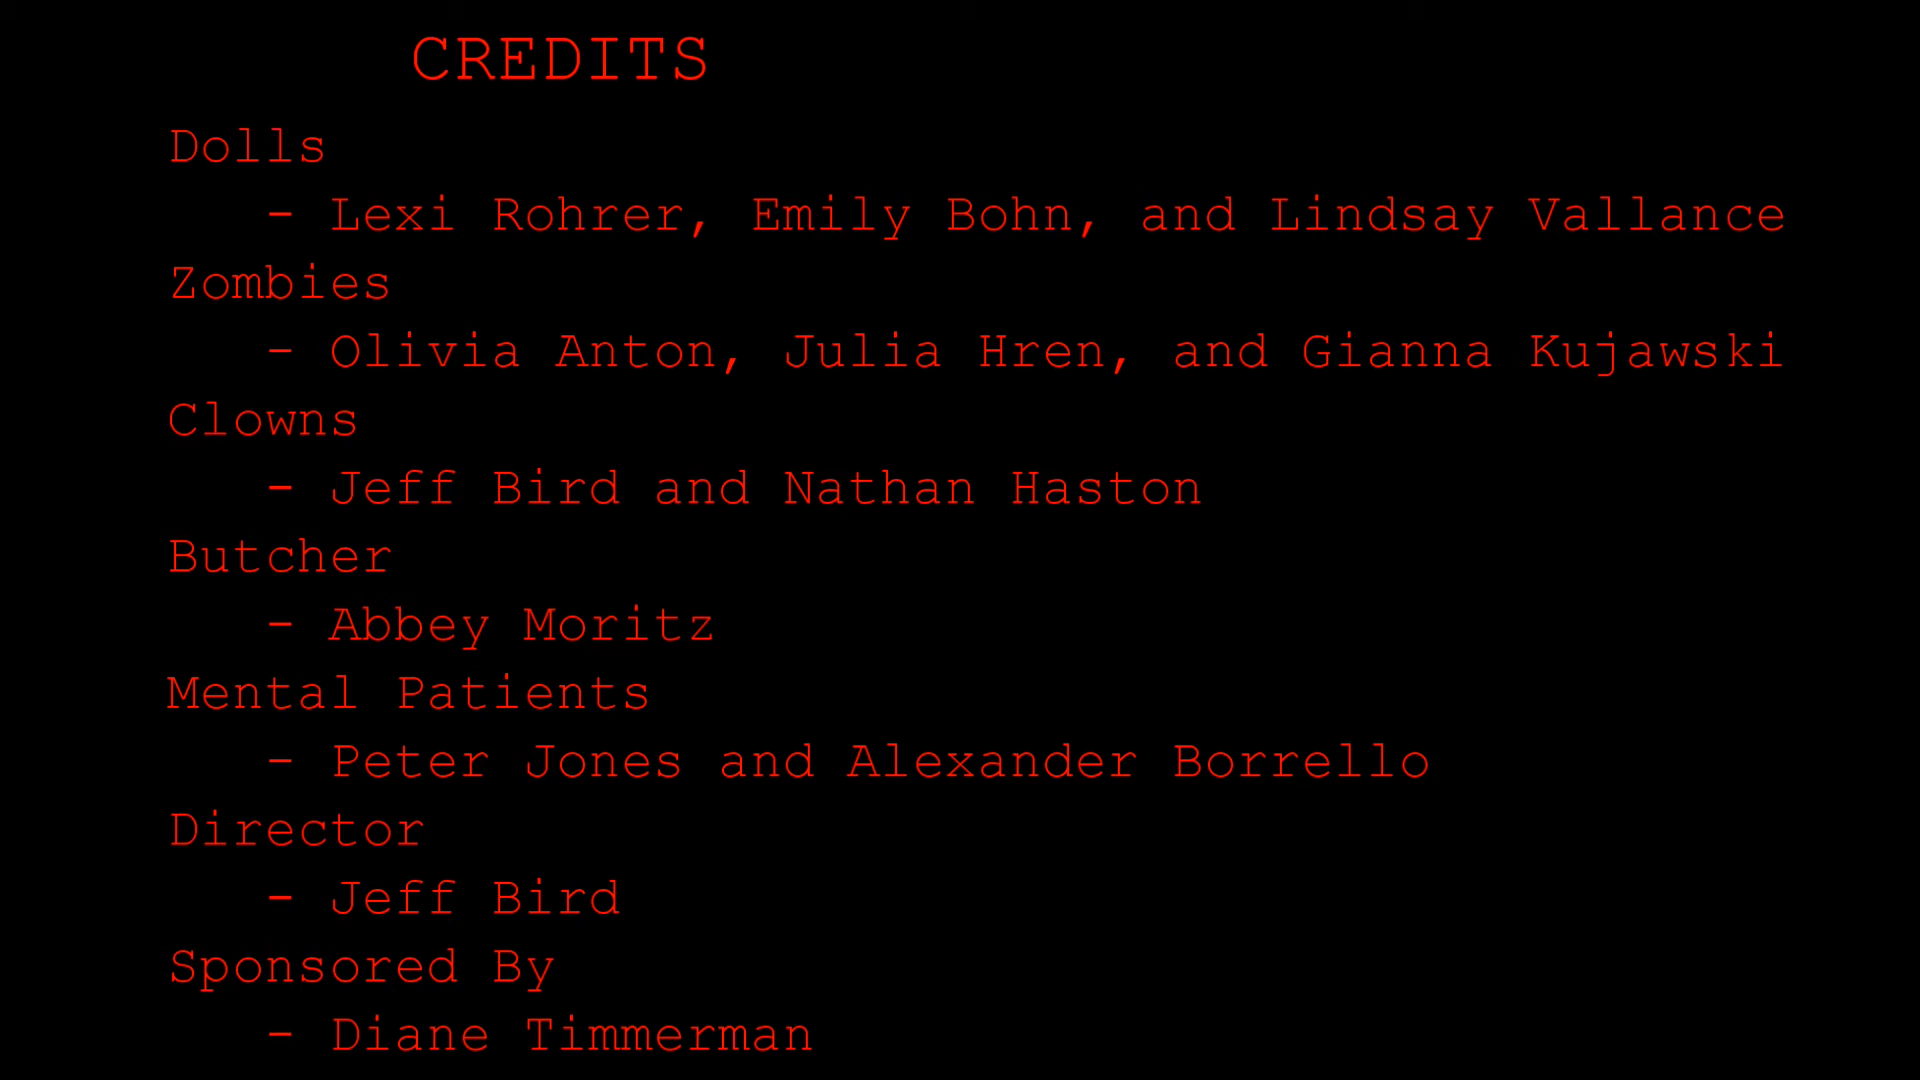 CREDITS
Dolls
- Lexi Rohrer, Emily Bohn, and Lindsay Vallance
Zombies
- Olivia Anton, Julia Hren, and Gianna Kujawski
Clowns
- Jeff Bird and Nathan Haston
Butcher
- Abbey Moritz
Mental Patients
- Peter Jones and Alexander Borrello
Director
- Jeff Bird
Sponsored By
- Diane Timmerman